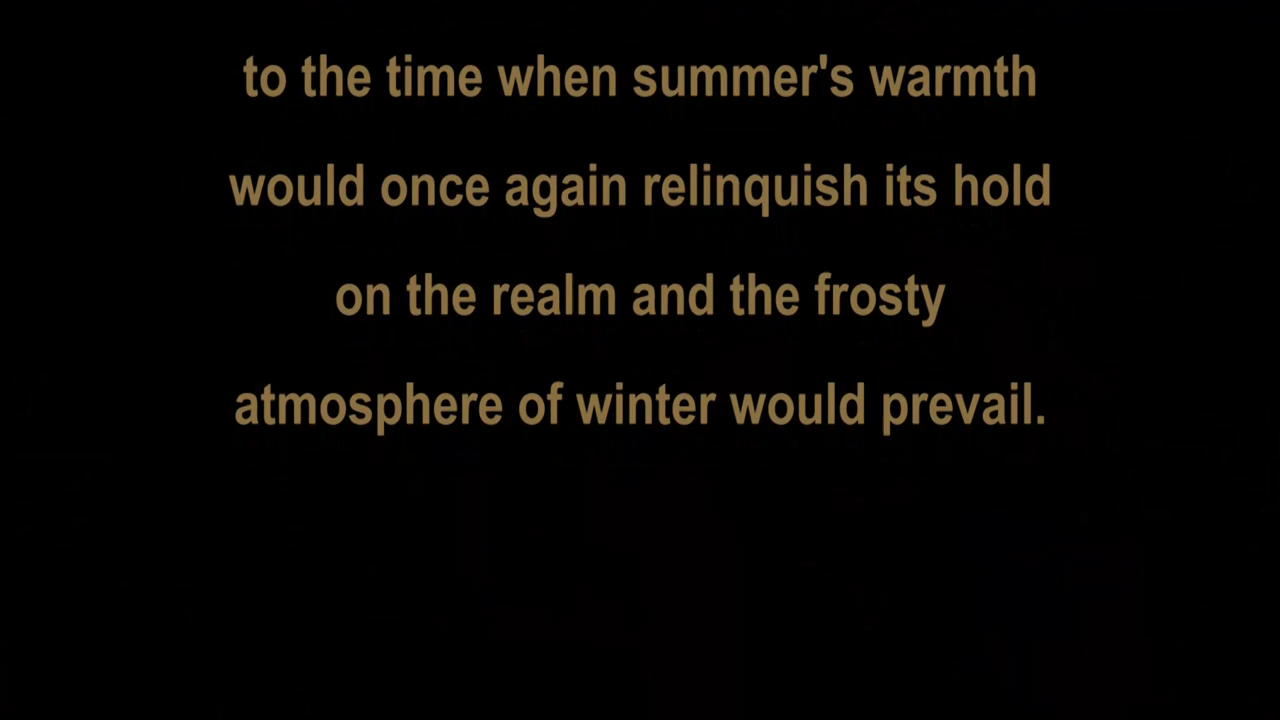 to the time when summer's warmth
would once again relinquish its hold
on the realm and the frosty
atmosphere of winter would prevail.